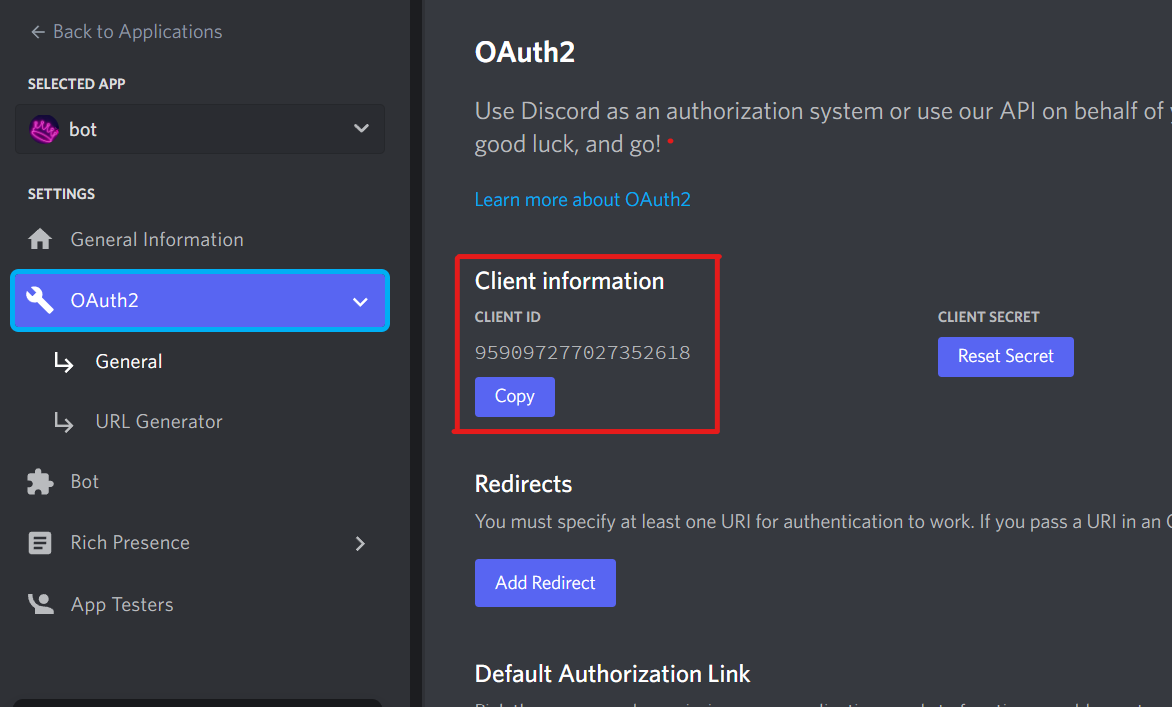 Back to Applications
SELECTED APP
bot
SETTINGS
General Information
OAuth2
General
URL Generator
Bot
Rich Presence
App Testers
OAuth2
Use Discord as an authorization system or use our API on behalf of
good luck, and go! *
Learn more about OAuth2
Client information
CLIENT ID
959097277027352618
Copy
CLIENT SECRET
Reset Secret
Redirects
You must specify at least one URI for authentication to work. If you pass a URI in an
Add Redirect
Default Authorization Link